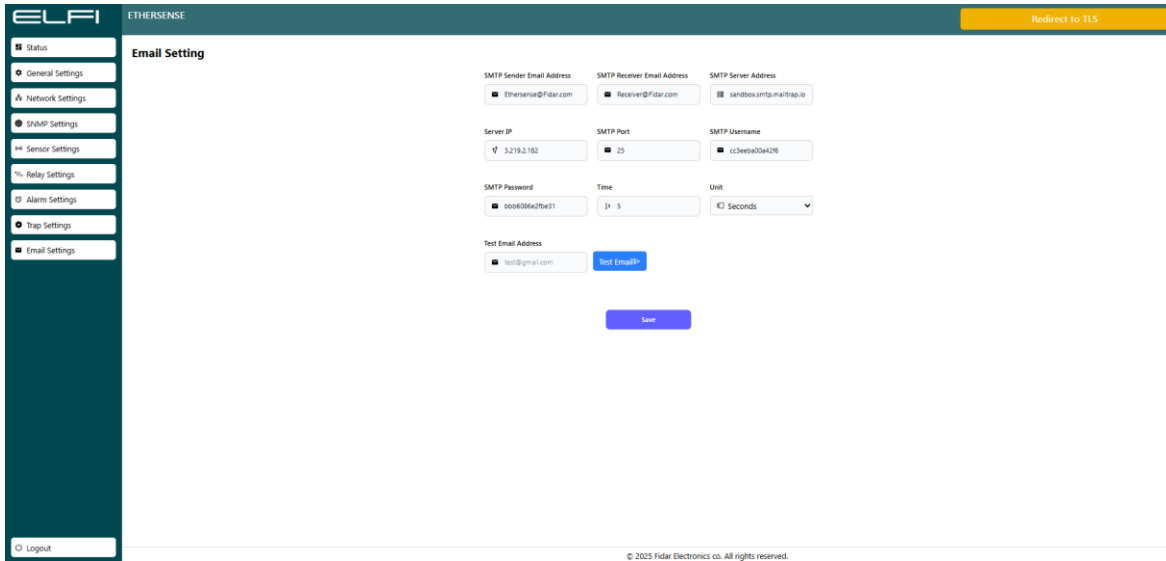 ELFI
ETHERSENSE
Redirect to TLS
Status
General Settings
Network Settings
SNMP Settings
Sensor Settings
Relay Settings
Alarm Settings
Trap Settings
Email Settings
Logout
Email Setting
SMTP Sender Email Address SMTP Receiver Email Address SMTP Server Address
Ethersense@Fidar.com Receiver@Fidar.com sandbox.smtp.mailtrap.io
Server IP SMTP Port SMTP Username
3.219.2.182 25 cc3eeba00a42f6
SMTP Password Time Unit
bbb6086e2fbe31 5 Seconds
Test Email Address
test@gmail.com Test Email
Save
© 2025 Fidar Electronics co. All rights reserved.